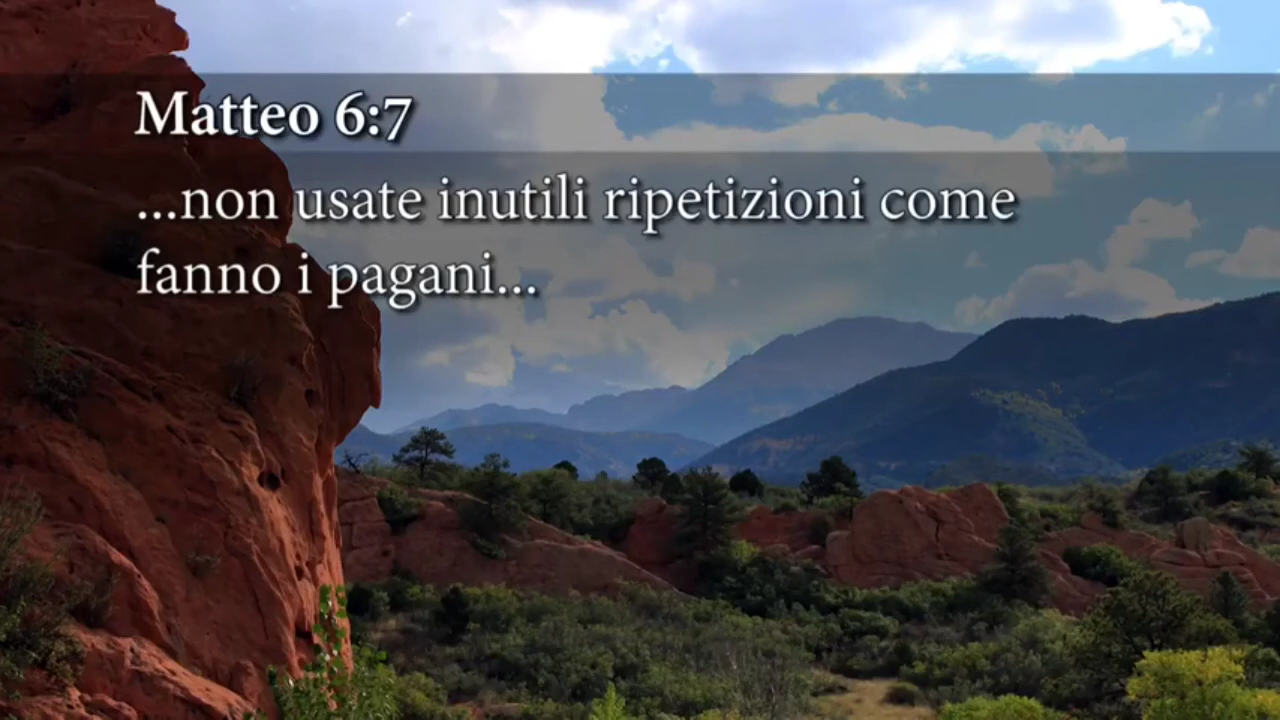 Matteo 6:7
...non usate inutili ripetizioni come
fanno i pagani...